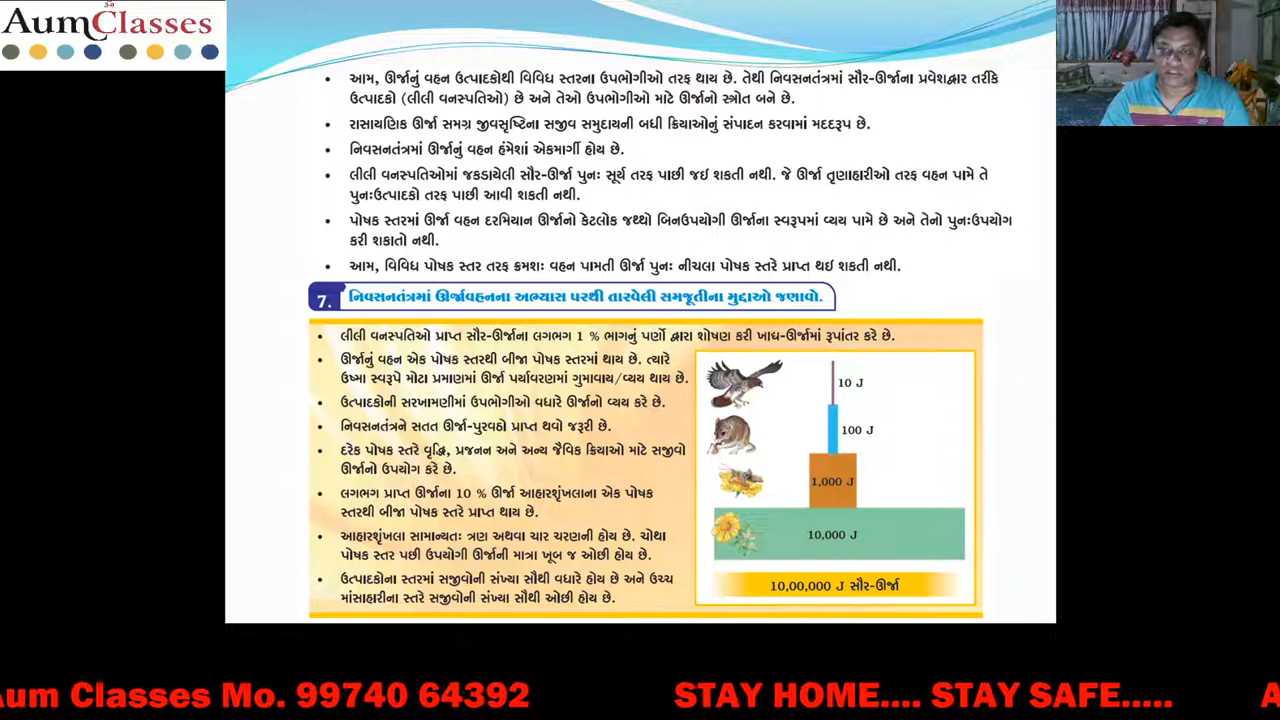 ૐ
AumClasses
આમ, ઊર્જાનું વહન ઉત્પાદકોથી વિવિધ સ્તરના ઉપભોગીઓ તરફ થાય છે. તેથી નિવસનતંત્રમાં સૌર-ઊર્જાના પ્રવેશદ્વાર તરીકે
ઉત્પાદકો (લીલી વનસ્પતિઓ) છે અને તેઓ ઉપભોગીઓ માટે ઊર્જાનો સ્ત્રોત બને છે.
રાસાયણિક ઊર્જા સમગ્ર જીવસૃષ્ટિના સજીવ સમુદાયની બધી ક્રિયાઓનું સંપાદન કરવામાં મદદરૂપ છે.
નિવસનતંત્રમાં ઊર્જાનું વહન હંમેશાં એકમાર્ગી હોય છે.
લીલી વનસ્પતિઓમાં જકડાયેલી સૌર-ઊર્જા પુનઃ સૂર્ય તરફ પાછી જઇ શકતી નથી. જે ઊર્જા તૃણાહારીઓ તરફ વહન પામે તે
પુનઃઉત્પાદકો તરફ પાછી આવી શકતી નથી.
પોષક સ્તરમાં ઊર્જા વહન દરમિયાન ઊર્જાનો કેટલોક જથ્થો બિનઉપયોગી ઊર્જાના સ્વરૂપમાં વ્યય પામે છે અને તેનો પુનઃઉપયોગ
કરી શકાતો નથી.
આમ, વિવિધ પોષક સ્તર તરફ ક્રમશઃ વહન પામતી ઊર્જા પુનઃ નીચલા પોષક સ્તરે પ્રાપ્ત થઇ શકતી નથી.
7. નિવસનતંત્રમાં ઊર્જાવહનના અભ્યાસ પરથી તારવેલી સમજૂતીના મુદ્દાઓ જણાવો.
લીલી વનસ્પતિઓ પ્રાપ્ત સૌર-ઊર્જાના લગભગ 1 % ભાગનું પર્ણો દ્વારા શોષણ કરી ખાદ્ય-ઊર્જામાં રૂપાંતર કરે છે.
ઊર્જાનું વહન એક પોષક સ્તરથી બીજા પોષક સ્તરમાં થાય છે. ત્યારે
ઉષ્મા સ્વરૂપે મોટા પ્રમાણમાં ઊર્જા પર્યાવરણમાં ગુમાવાય/વ્યય થાય છે.
ઉત્પાદકોની સરખામણીમાં ઉપભોગીઓ વધારે ઊર્જાનો વ્યય કરે છે.
નિવસનતંત્રને સતત ઊર્જા-પુરવઠો પ્રાપ્ત થવો જરૂરી છે.
દરેક પોષક સ્તરે વૃદ્ધિ, પ્રજનન અને અન્ય જૈવિક ક્રિયાઓ માટે સજીવો
ઊર્જાનો ઉપયોગ કરે છે.
લગભગ પ્રાપ્ત ઊર્જાના 10 % ઊર્જા આહારશૃંખલાના એક પોષક
સ્તરથી બીજા પોષક સ્તરે પ્રાપ્ત થાય છે.
આહારશૃંખલા સામાન્યતઃ ત્રણ અથવા ચાર ચરણની હોય છે. ચોથા
પોષક સ્તર પછી ઉપયોગી ઊર્જાની માત્રા ખૂબ જ ઓછી હોય છે.
ઉત્પાદકોના સ્તરમાં સજીવોની સંખ્યા સૌથી વધારે હોય છે અને ઉચ્ચ
માંસાહારીના સ્તરે સજીવોની સંખ્યા સૌથી ઓછી હોય છે.
10 J
100 J
1,000 J
10,000 J
10,00,000 J સૌર-ઊર્જા
Aum Classes Mo. 99740 64392 STAY HOME.... STAY SAFE..... A